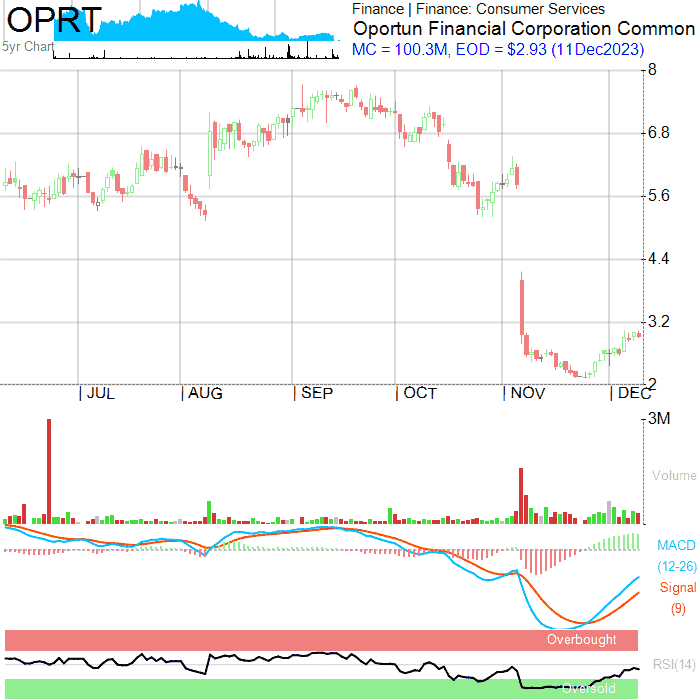 OPRT
Finance | Finance: Consumer Services
Oportun Financial Corporation Common
5yr Chart
MC = 100.3M, EOD = $2.93 (11Dec2023)
8
6.8
5.6
4.4
3.2
2
| JUL | AUG | SEP | OCT | NOV | DEC
3M
Volume
MACD
(12-26)
Signal
(9)
Overbought
RSI(14)
Oversold